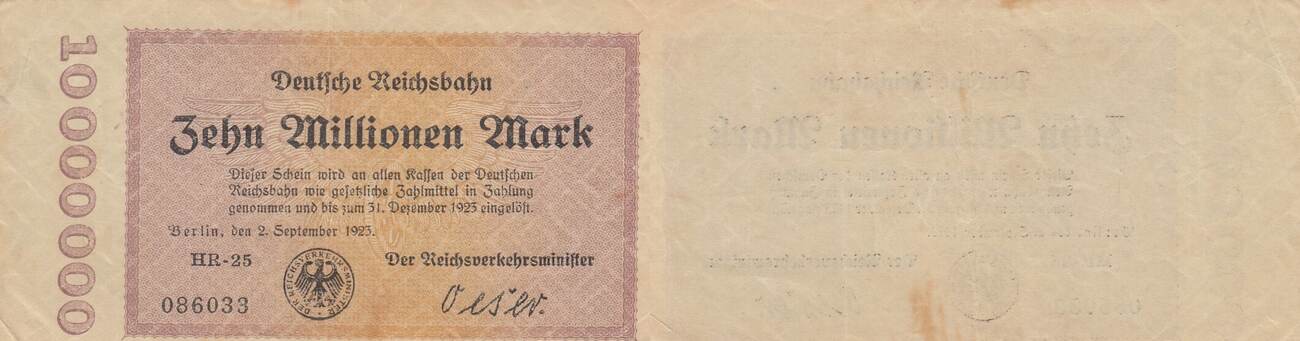 10000000
Deutsche Reichsbahn
Zehn Millionen Mark
Dieser Schein wird an allen Kassen der Deutschen
Reichsbahn wie gesetzliche Zahlmittel in Zahlung
genommen und bis zum 31. Dezember 1923 eingelöst.
Berlin, den 2. September 1923.
HR-25
Der Reichsverkehrsminister
086033
DER REICHSVERKEHRSMINISTER
Oeser.